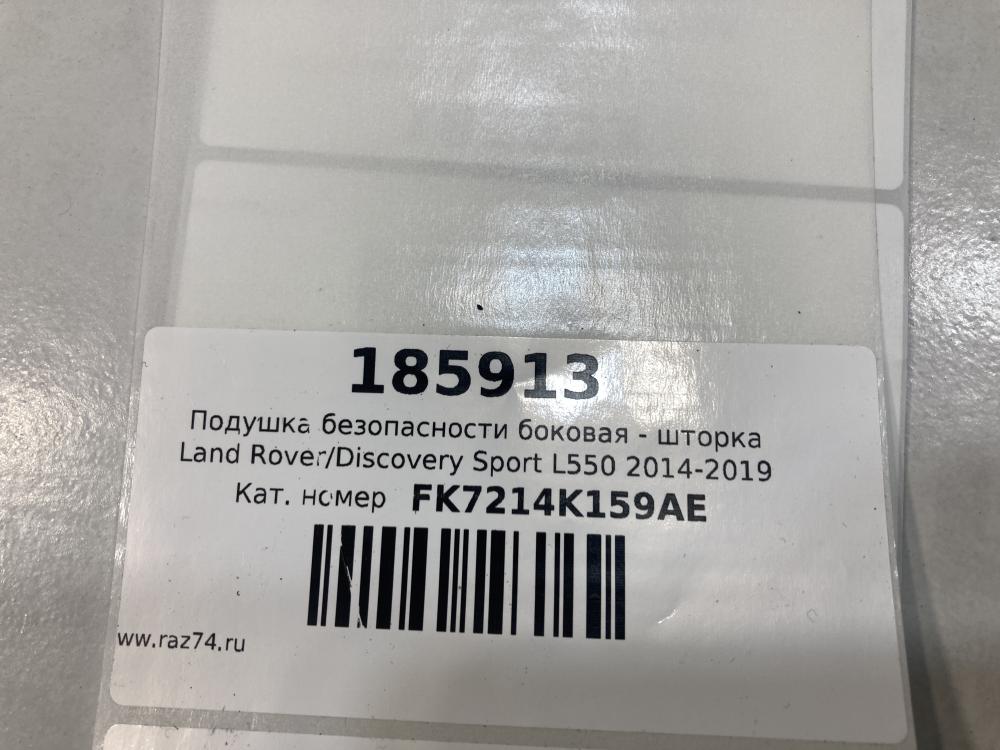 185913
Подушка безопасности боковая - шторка
Land Rover/Discovery Sport L550 2014-2019
Кат. номер FK7214K159AE
www.raz74.ru